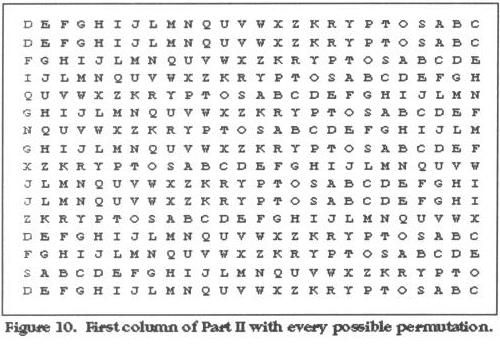 D E F G H I J L M N Q U V W X Z K R Y P T O S A B C
D E F G H I J L M N Q U V W X Z K R Y P T O S A B C
F G H I J L M N Q U V W X Z K R Y P T O S A B C D E
I J L M N Q U V W X Z K R Y P T O S A B C D E F G H
Q U V W X Z K R Y P T O S A B C D E F G H I J L M N
G H I J L M N Q U V W X Z K R Y P T O S A B C D E F
N Q U V W X Z K R Y P T O S A B C D E F G H I J L M
G H I J L M N Q U V W X Z K R Y P T O S A B C D E F
X Z K R Y P T O S A B C D E F G H I J L M N Q U V W
J L M N Q U V W X Z K R Y P T O S A B C D E F G H I
J L M N Q U V W X Z K R Y P T O S A B C D E F G H I
Z K R Y P T O S A B C D E F G H I J L M N Q U V W X
D E F G H I J L M N Q U V W X Z K R Y P T O S A B C
F G H I J L M N Q U V W X Z K R Y P T O S A B C D E
S A B C D E F G H I J L M N Q U V W X Z K R Y P T O
D E F G H I J L M N Q U V W X Z K R Y P T O S A B C
Figure 10. First column of Part II with every possible permutation.